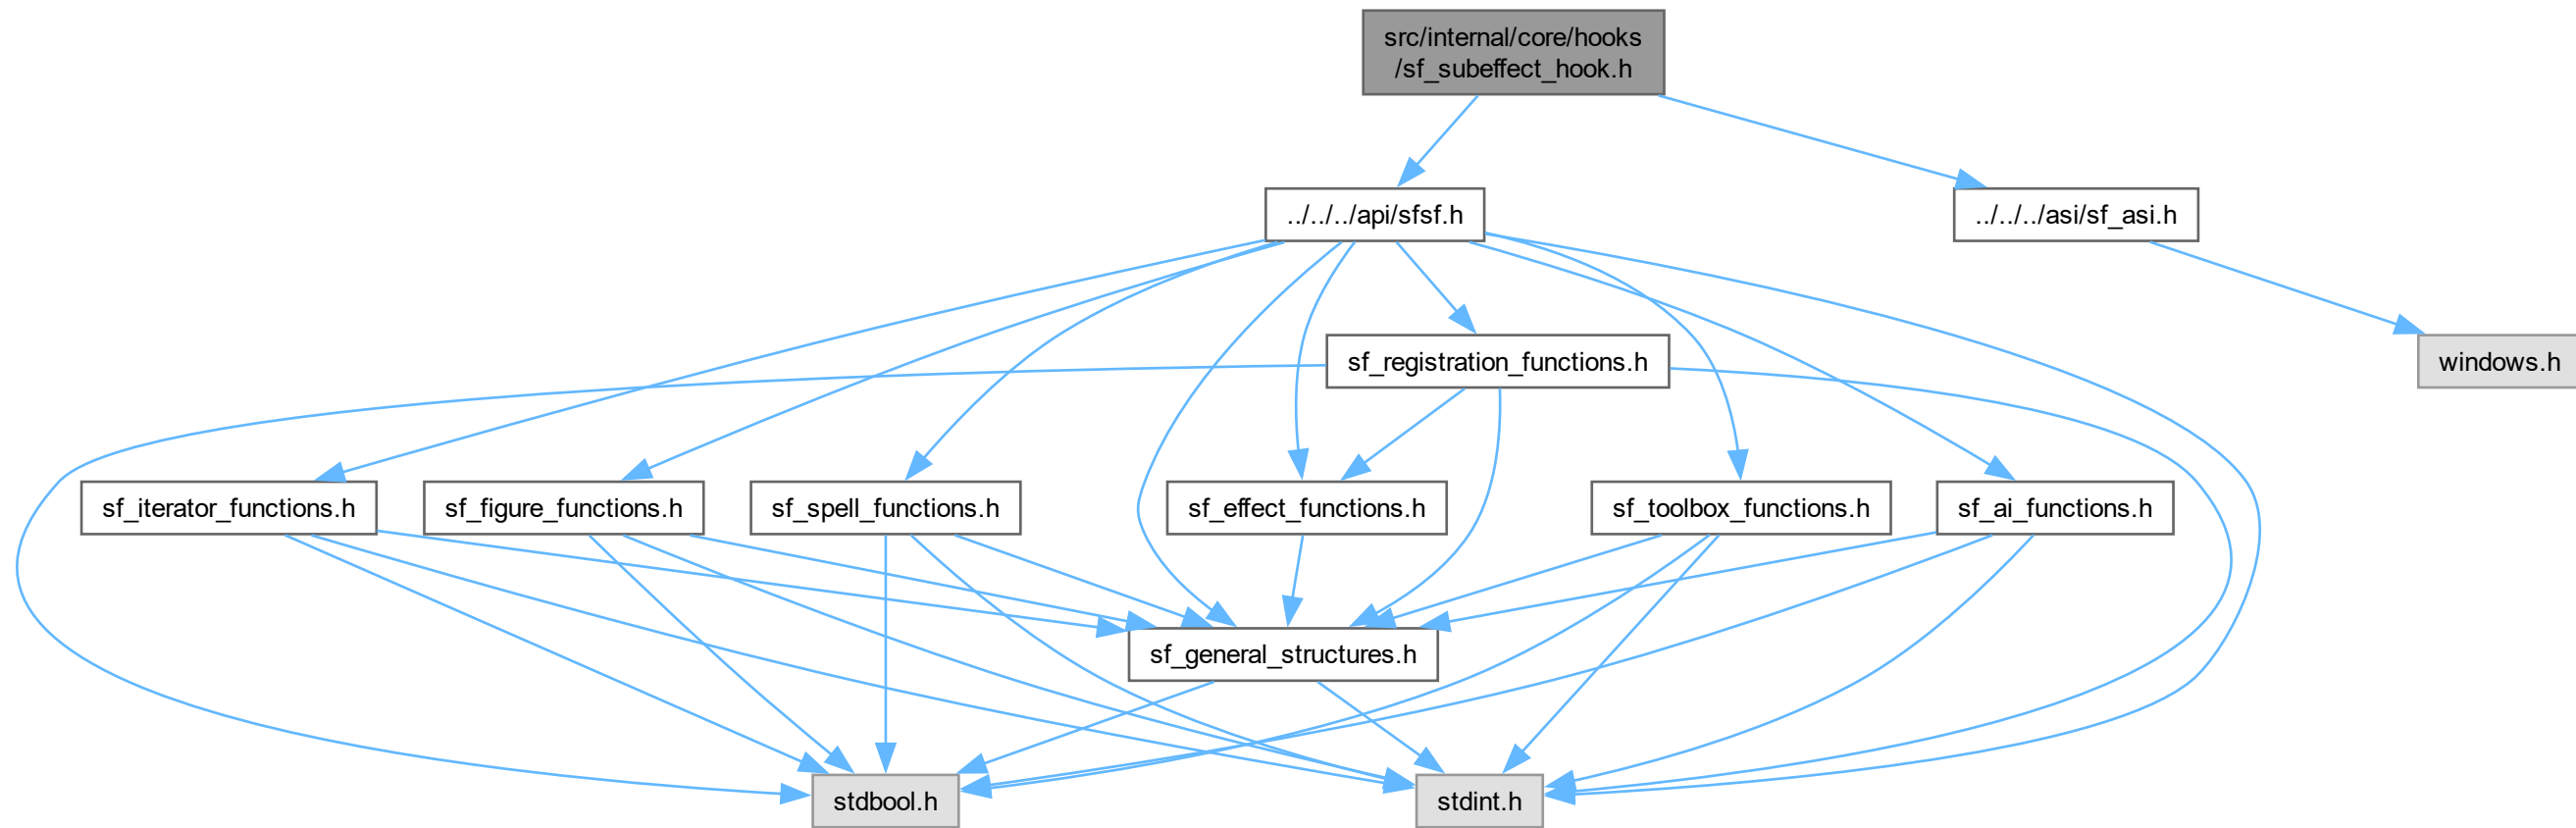 src/internal/core/hooks
/sf_subeffect_hook.h
../../../api/sfsf.h
../../../asi/sf_asi.h
sf_registration_functions.h
windows.h
sf_iterator_functions.h
sf_figure_functions.h
sf_spell_functions.h
sf_effect_functions.h
sf_toolbox_functions.h
sf_ai_functions.h
sf_general_structures.h
stdbool.h
stdint.h